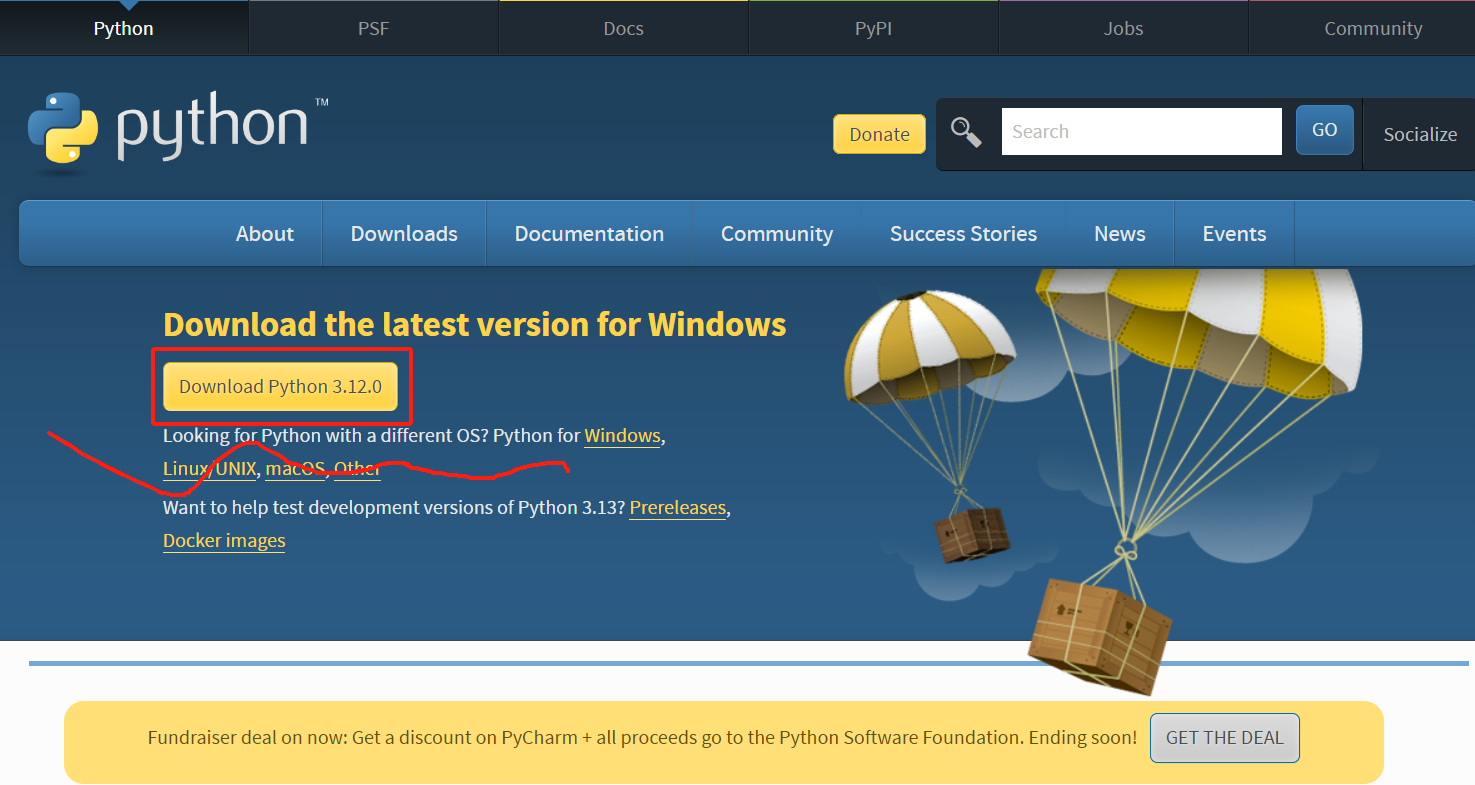 Python PSF Docs PyPI Jobs Community
python™
Donate Search GO Socialize
About Downloads Documentation Community Success Stories News Events
Download the latest version for Windows
Download Python 3.12.0
Looking for Python with a different OS? Python for Windows,
Linux/UNIX, macOS, Other
Want to help test development versions of Python 3.13? Prereleases,
Docker images
Fundraiser deal on now: Get a discount on PyCharm + all proceeds go to the Python Software Foundation. Ending soon! GET THE DEAL